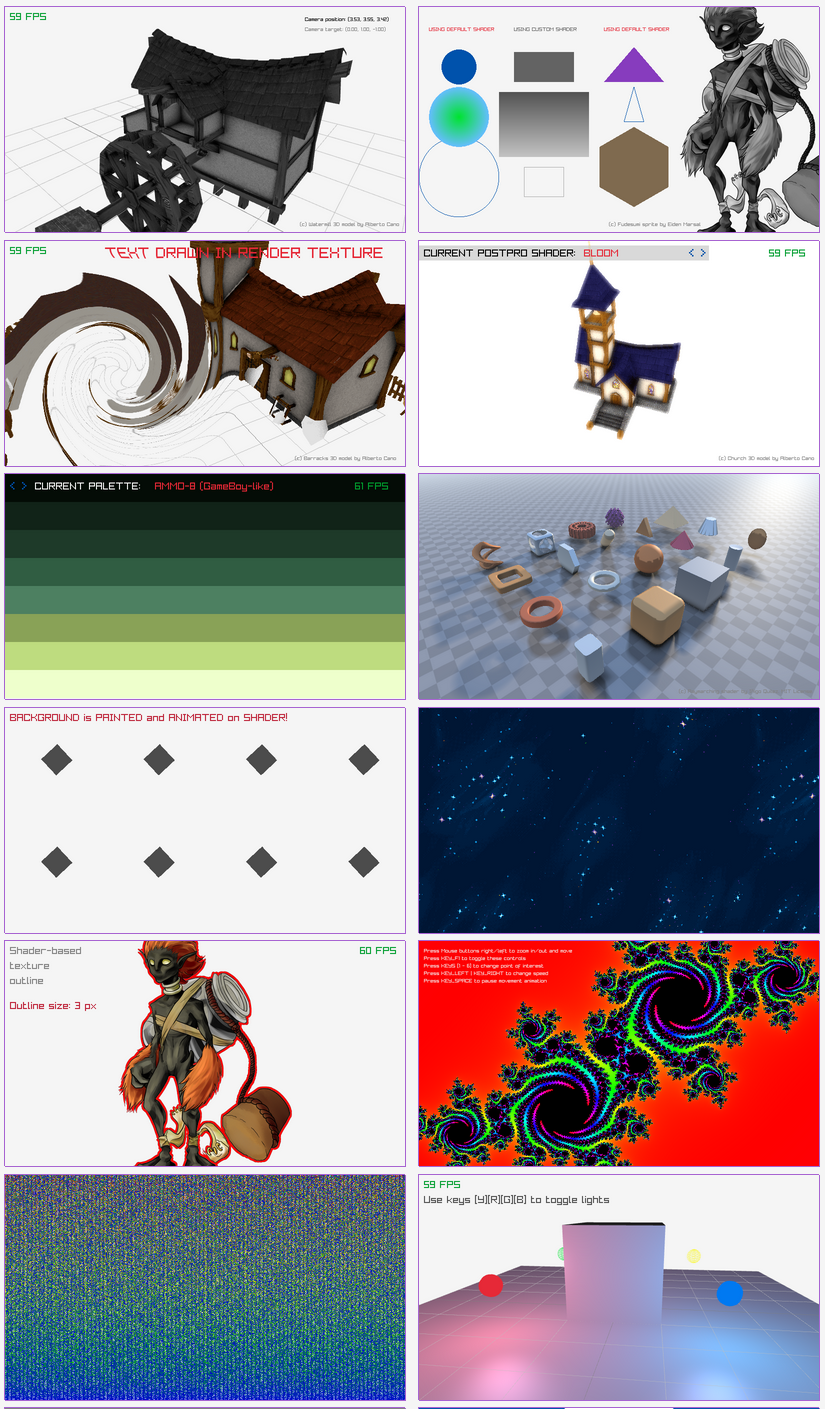 59 FPS
Camera position: (3.53, 3.55, 3.42)
Camera target: (0.00, 1.00, -1.00)
(c) Watermill 3D model by Alberto Cano
USING DEFAULT SHADER
USING CUSTOM SHADER
USING DEFAULT SHADER
(c) Fudesumi sprite by Eiden Marsal
59 FPS
TEXT DRAWN IN RENDER TEXTURE
(c) Barracks 3D model by Alberto Cano
CURRENT POSTPRO SHADER: BLOOM
< >
59 FPS
(c) Church 3D model by Alberto Cano
< > CURRENT PALETTE: AMMO-8 (GameBoy-like)
61 FPS
BACKGROUND is PAINTED and ANIMATED on SHADER!
Shader-based
texture
outline
Outline size: 3 px
60 FPS
Press Mouse buttons right/left to zoom in/out and move
Press KEY_F1 to toggle these controls
Press KEYS [1 - 6] to change point of interest
Press KEY_LEFT | KEY_RIGHT to change speed
Press KEY_SPACE to pause movement animation
59 FPS
Use keys [Y][R][G][B] to toggle lights